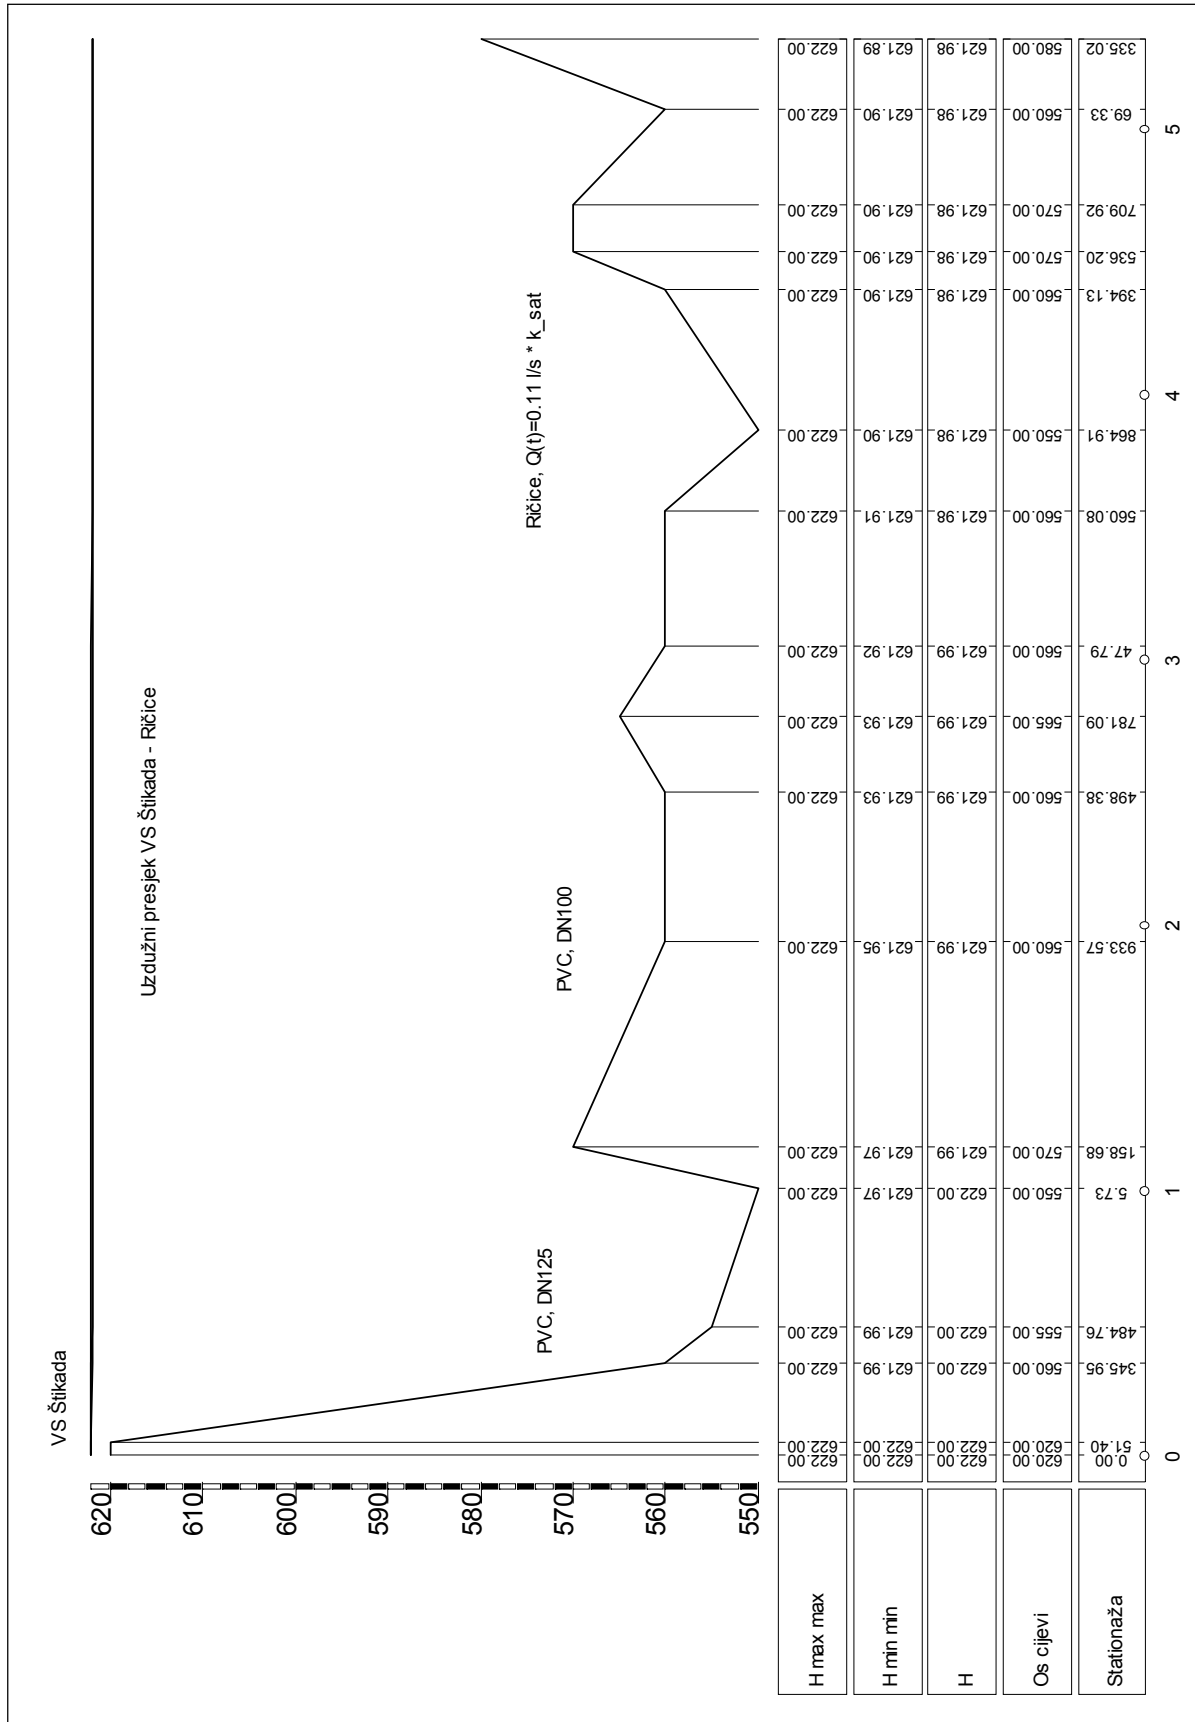 Uzdužni presjek VS Štikada - Ričice
VS Štikada
PVC, DN125
PVC, DN100
Ričice, Q(t)=0.11 l/s * k_sat
620
610
600
590
580
570
560
550
H max max 622.00 622.00 622.00 622.00 622.00 622.00 622.00 622.00 622.00 622.00 622.00 622.00 622.00 622.00 622.00 622.00 622.00
H min min 622.00 622.00 621.99 621.99 621.97 621.97 621.95 621.93 621.93 621.92 621.91 621.90 621.90 621.90 621.90 621.90 621.89
H 622.00 622.00 622.00 622.00 622.00 621.99 621.99 621.99 621.99 621.99 621.98 621.98 621.98 621.98 621.98 621.98 621.98
Os cijevi 620.00 620.00 560.00 555.00 550.00 570.00 560.00 560.00 565.00 560.00 560.00 550.00 560.00 570.00 570.00 560.00 580.00
Stationaža 0.00 51.40 345.95 484.76 5.73 158.68 933.57 498.38 781.09 47.79 560.08 864.91 394.13 536.20 709.92 69.33 335.02
0 1 2 3 4 5